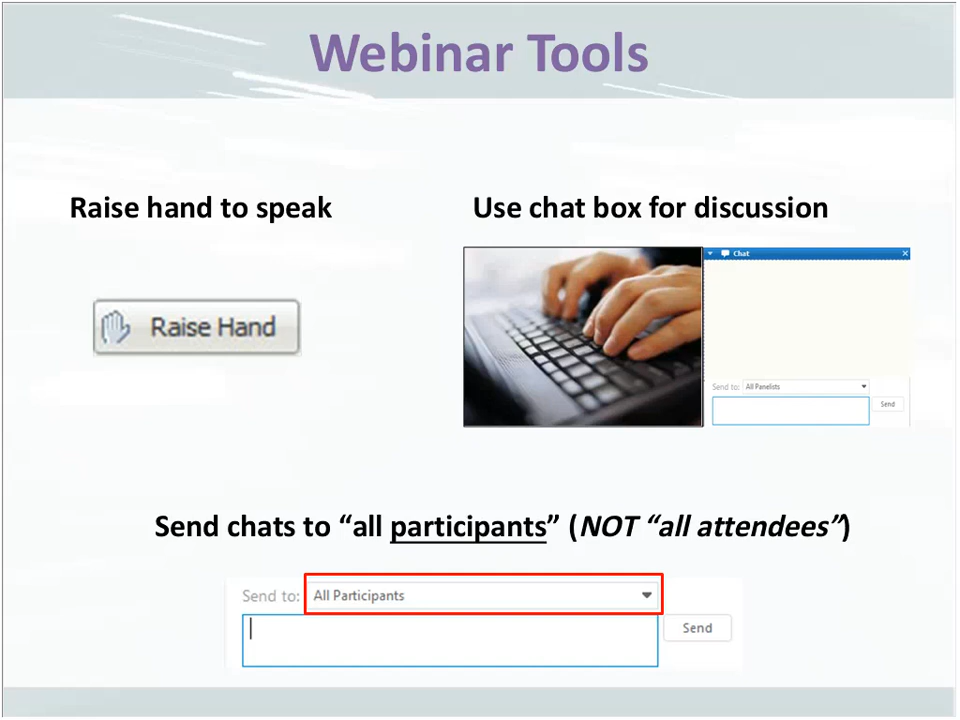 Webinar Tools
Raise hand to speak
Use chat box for discussion
Raise Hand
Chat
Send to: All Panelists
Send
Send chats to “all participants” (NOT “all attendees”)
Send to: All Participants
Send